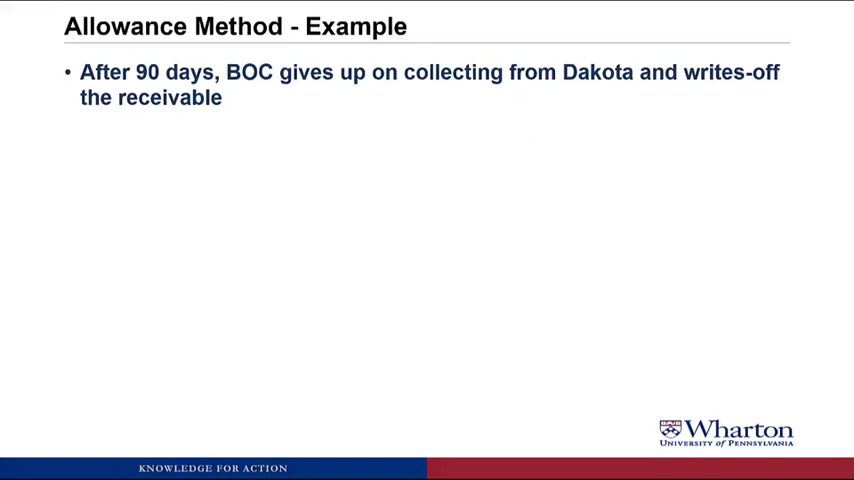 Allowance Method - Example
• After 90 days, BOC gives up on collecting from Dakota and writes-off
the receivable
Wharton
UNIVERSITY OF PENNSYLVANIA
KNOWLEDGE FOR ACTION